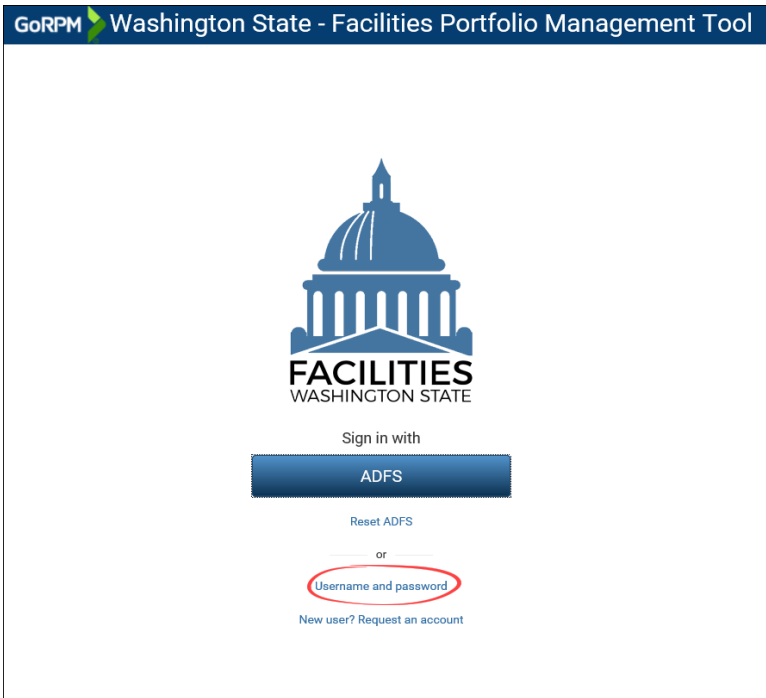 GoRPM Washington State - Facilities Portfolio Management Tool
FACILITIES
WASHINGTON STATE
Sign in with
ADFS
Reset ADFS
or
Username and password
New user? Request an account